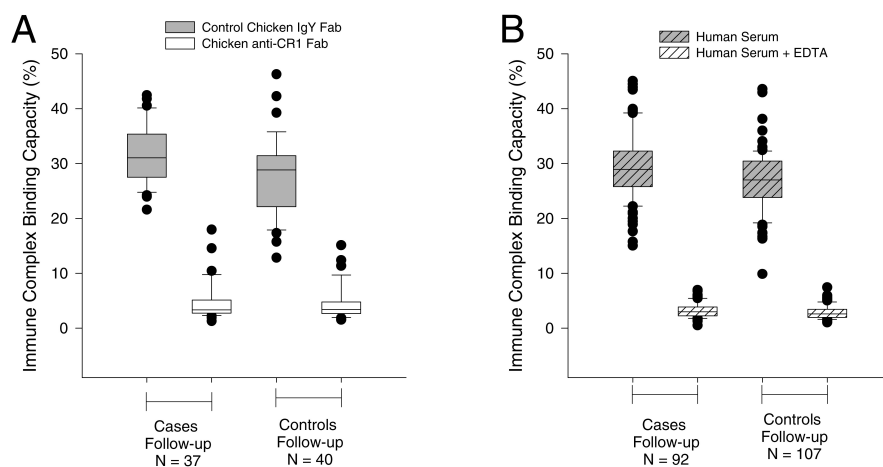 A
Control Chicken IgY Fab
Chicken anti-CR1 Fab
Immune Complex Binding Capacity (%)
50
40
30
20
10
0
Cases
Follow-up
N = 37
Controls
Follow-up
N = 40
B
Human Serum
Human Serum + EDTA
Immune Complex Binding Capacity (%)
50
40
30
20
10
0
Cases
Follow-up
N = 92
Controls
Follow-up
N = 107